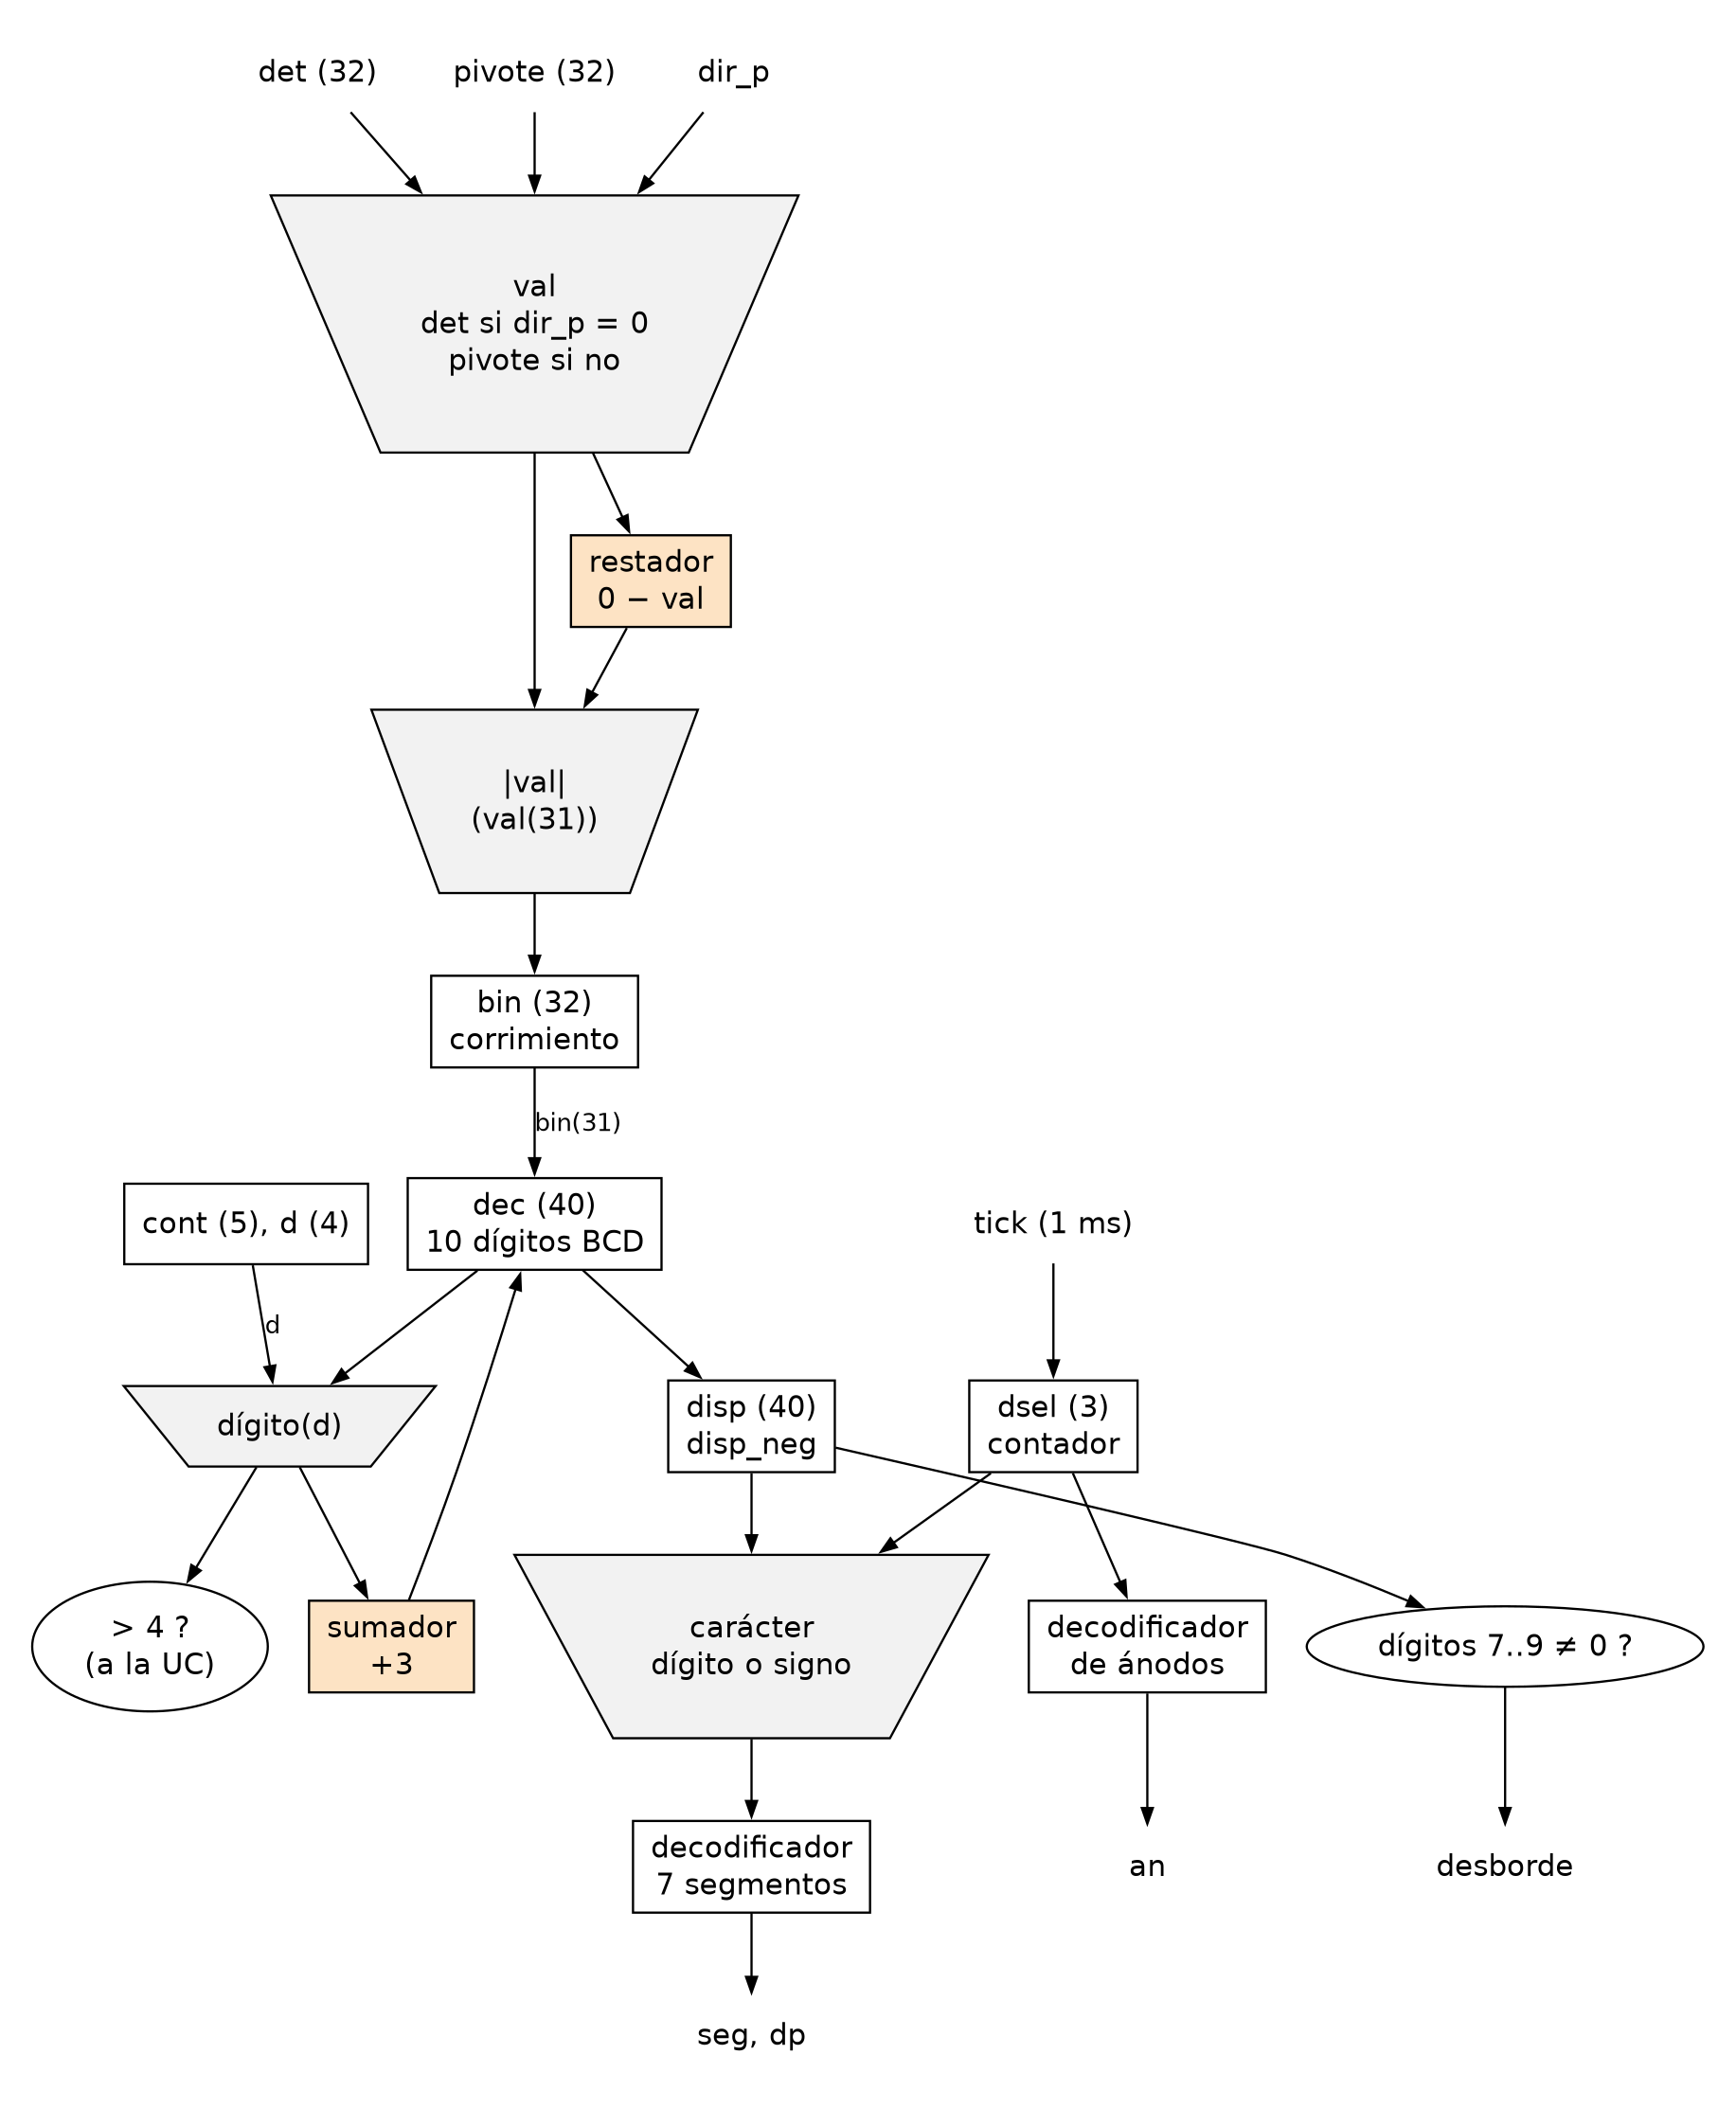 det (32)
pivote (32)
dir_p
val
det si dir_p = 0
pivote si no
restador
0 − val
|val|
(val(31))
bin (32)
corrimiento
bin(31)
cont (5), d (4)
dec (40)
10 dígitos BCD
tick (1 ms)
d
dígito(d)
disp (40)
disp_neg
dsel (3)
contador
> 4 ?
(a la UC)
sumador
+3
carácter
dígito o signo
decodificador
de ánodos
dígitos 7..9 ≠ 0 ?
decodificador
7 segmentos
an
desborde
seg, dp